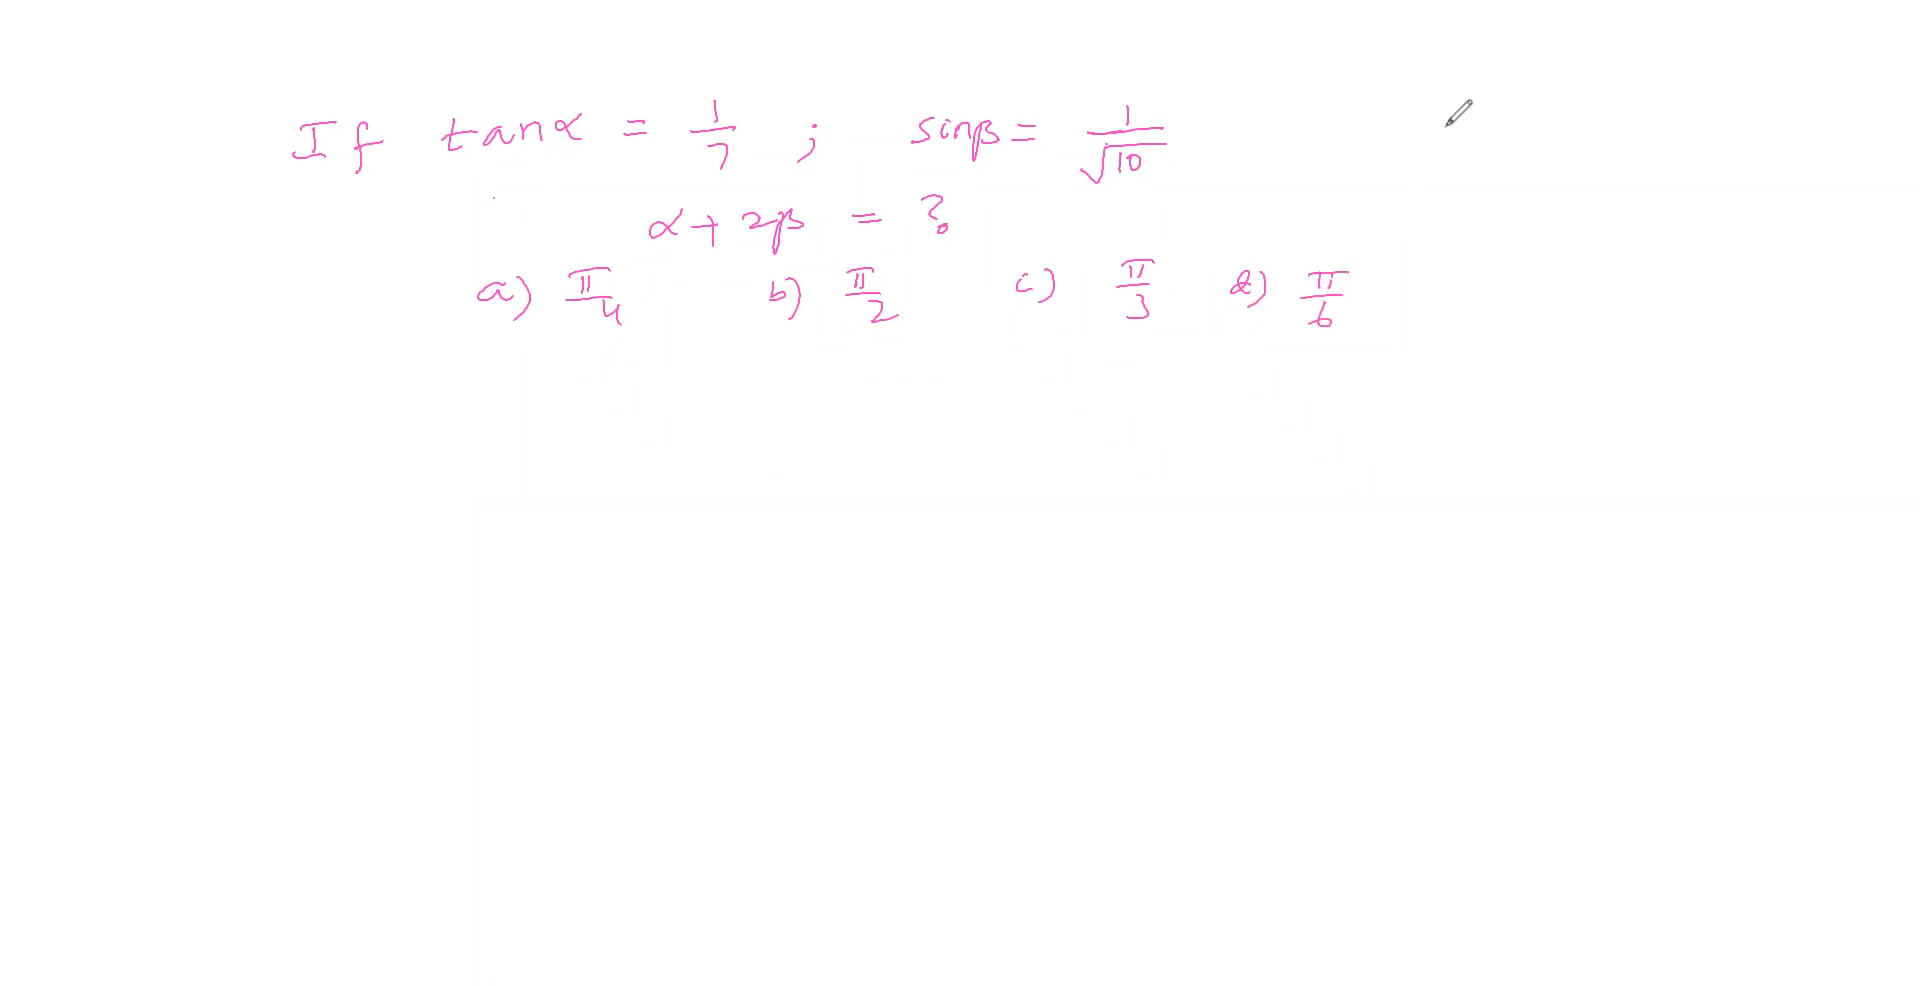 If tanα = 1/7 ; sinβ = 1/√10
α + 2β = ?
a) π/4 b) π/2 c) π/3 d) π/6